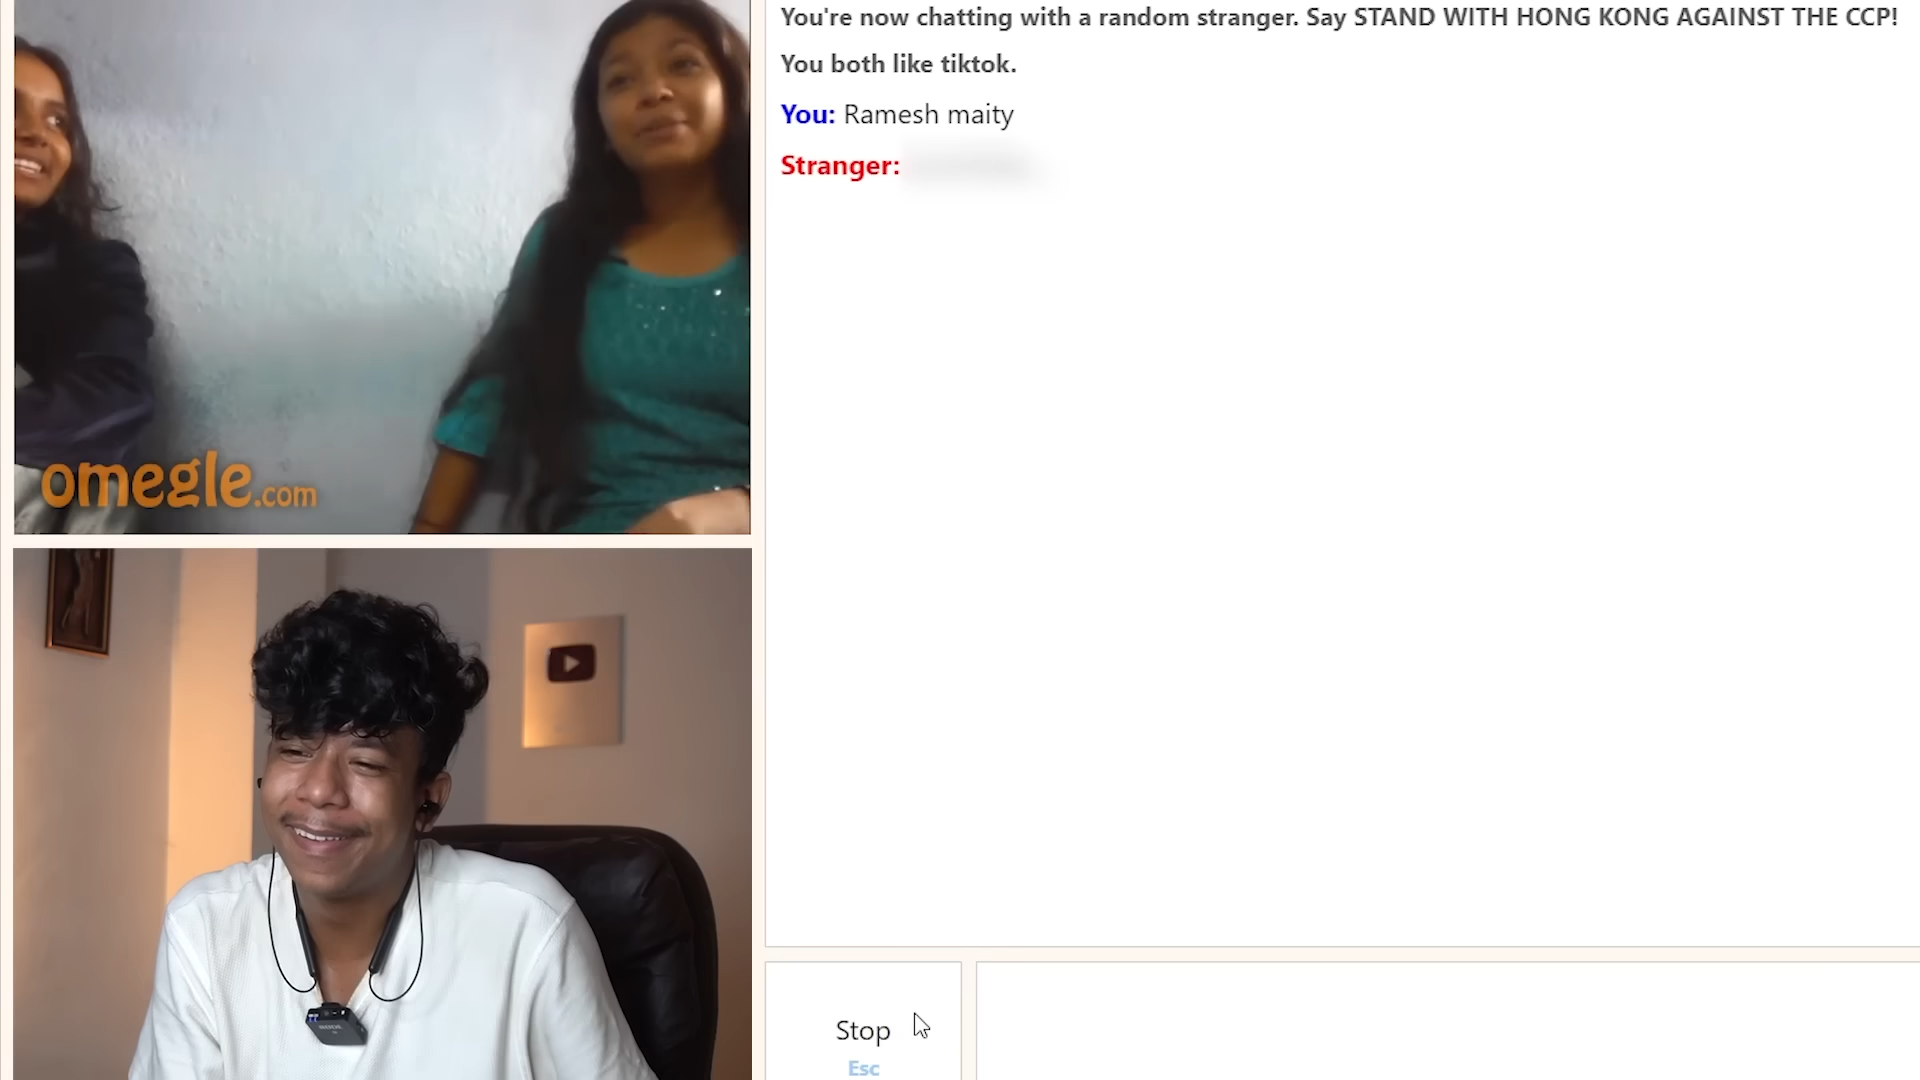 You're now chatting with a random stranger. Say STAND WITH HONG KONG AGAINST THE CCP!
You both like tiktok.
You: Ramesh maity
Stranger:
omegle.com
RØDE
Stop
Esc